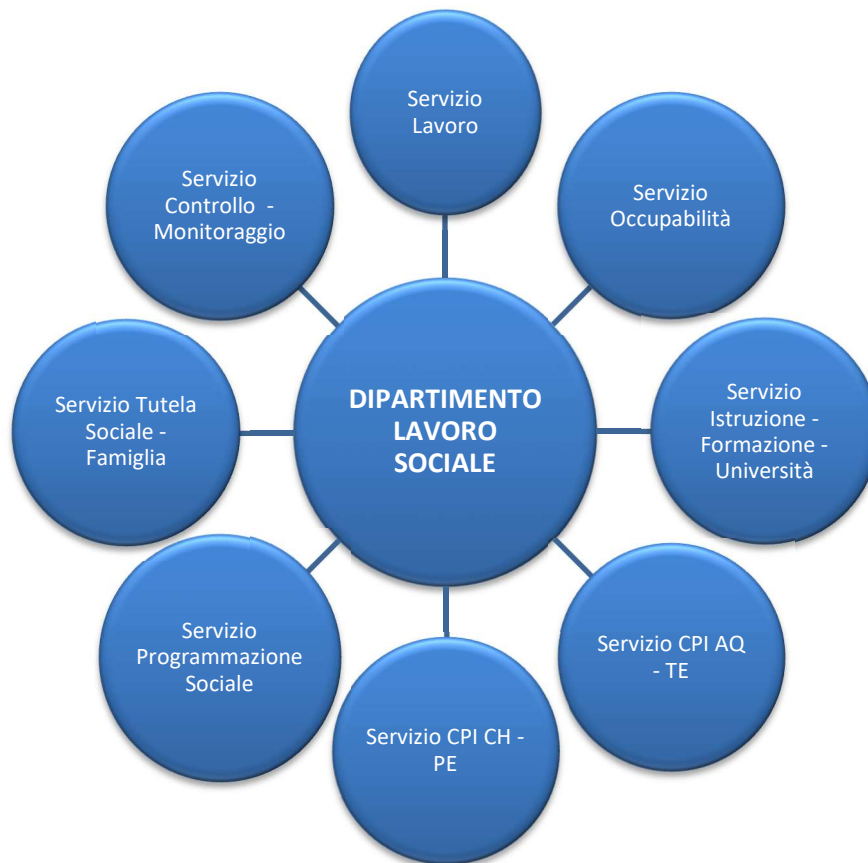 Servizio
Lavoro
Servizio
Occupabilità
Servizio
Istruzione -
Formazione -
Università
Servizio CPI AQ
- TE
Servizio CPI CH -
PE
Servizio
Programmazione
Sociale
Servizio Tutela
Sociale -
Famiglia
Servizio
Controllo  -
Monitoraggio
DIPARTIMENTO
LAVORO
SOCIALE